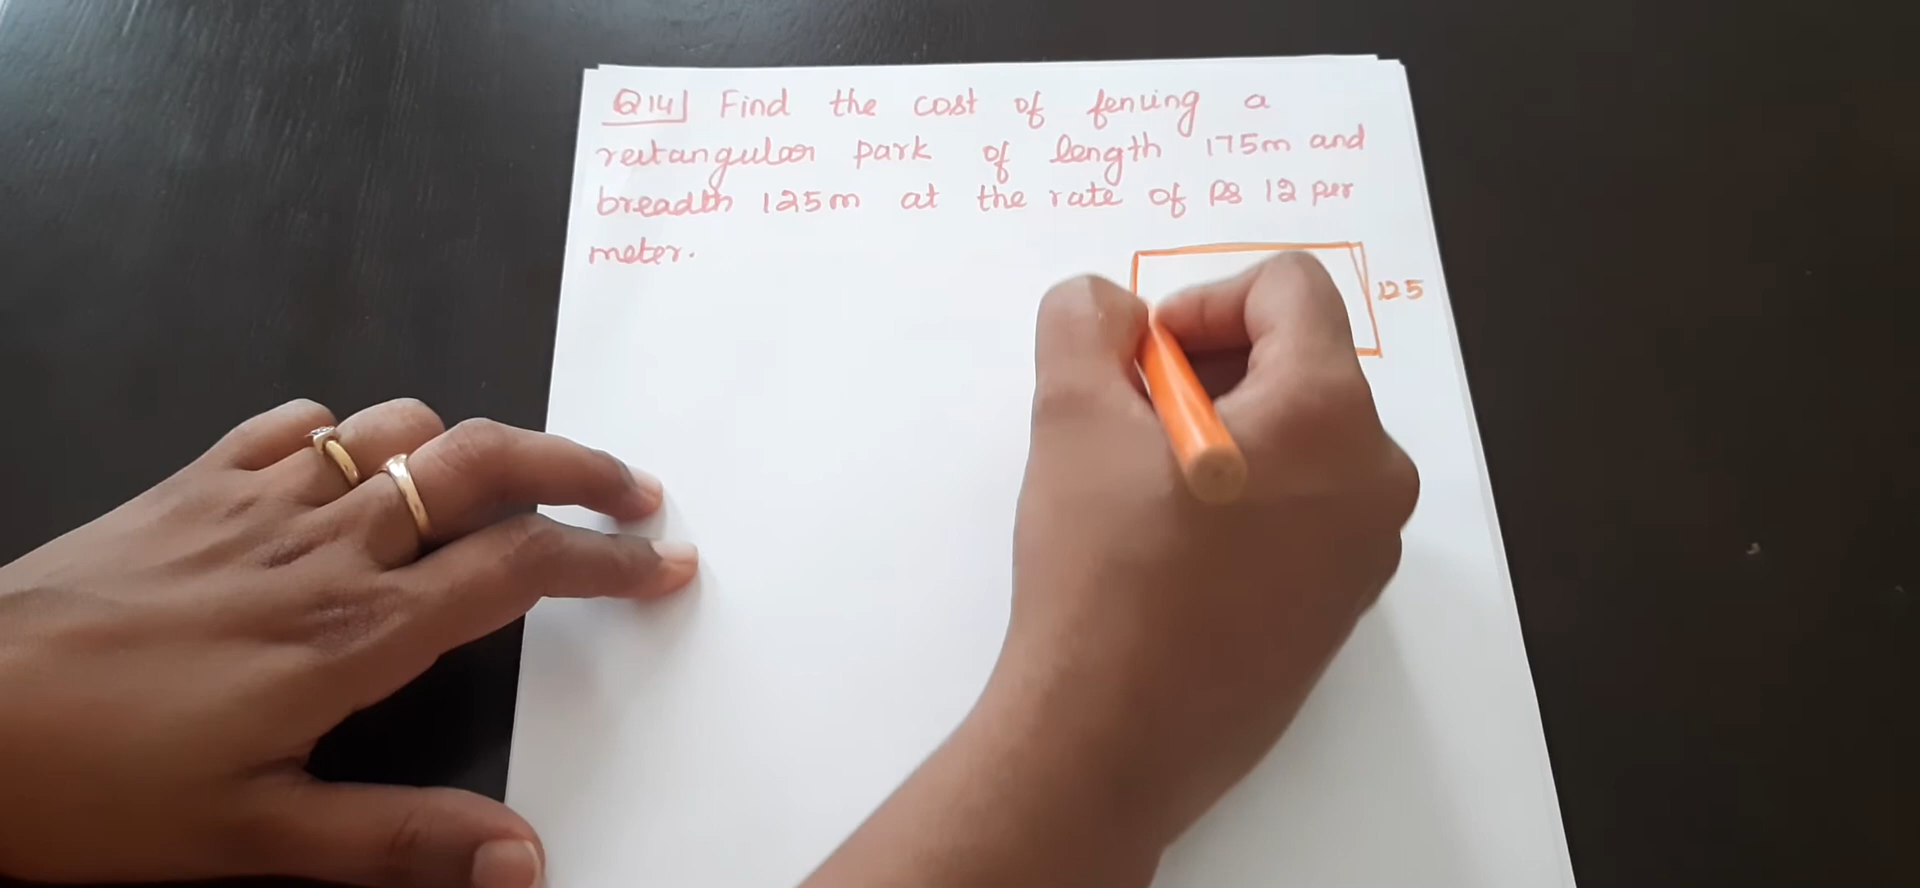 Q14] Find the cost of fencing a
rectangular park of length 175m and
breadth 125m at the rate of Rs 12 per
meter.
125